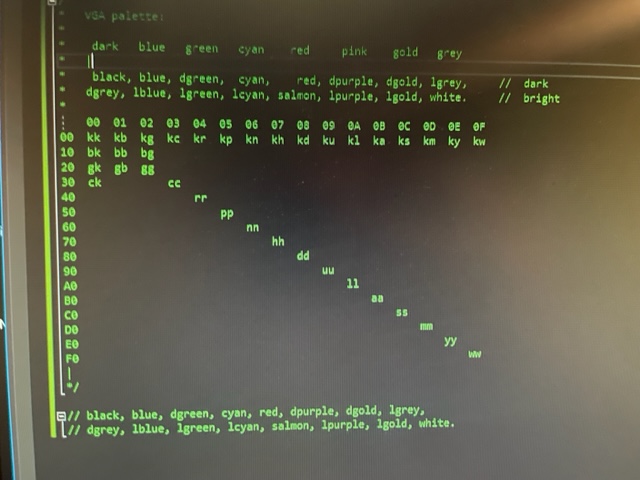 * VGA palette:
*
* dark blue green cyan red pink gold grey
* |
* black, blue, dgreen, cyan, red, dpurple, dgold, lgrey, // dark
* dgrey, lblue, lgreen, lcyan, salmon, lpurple, lgold, white. // bright
*
: 00 01 02 03 04 05 06 07 08 09 0A 0B 0C 0D 0E 0F
00 kk kb kg kc kr kp kn kh kd ku kl ka ks km ky kw
10 bk bb bg
20 gk gb gg
30 ck cc
40 rr
50 pp
60 nn
70 hh
80 dd
90 uu
A0 ll
B0 aa
C0 ss
D0 mm
E0 yy
F0 ww
|
*/
// black, blue, dgreen, cyan, red, dpurple, dgold, lgrey,
// dgrey, lblue, lgreen, lcyan, salmon, lpurple, lgold, white.